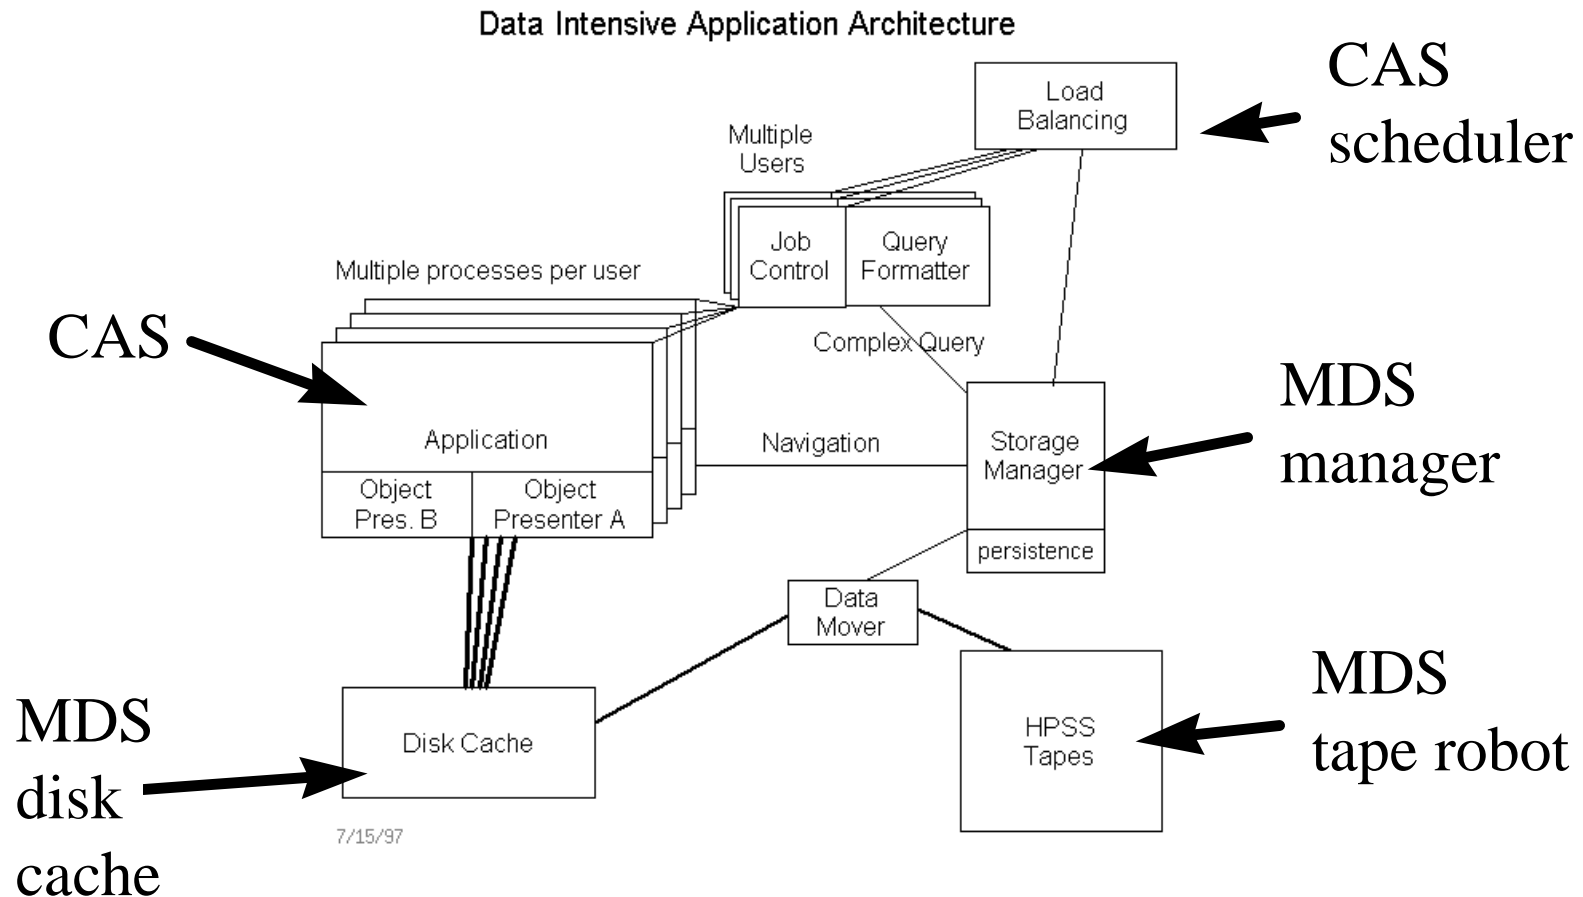 Data Intensive Application Architecture
Load
Balancing
CAS
scheduler
Multiple
Users
Job
Control
Query
Formatter
Multiple processes per user
CAS
Complex Query
MDS
manager
Application
Navigation
Storage
Manager
Object
Pres. B
Object
Presenter A
persistence
Data
Mover
MDS
disk
cache
Disk Cache
HPSS
Tapes
MDS
tape robot
7/15/97